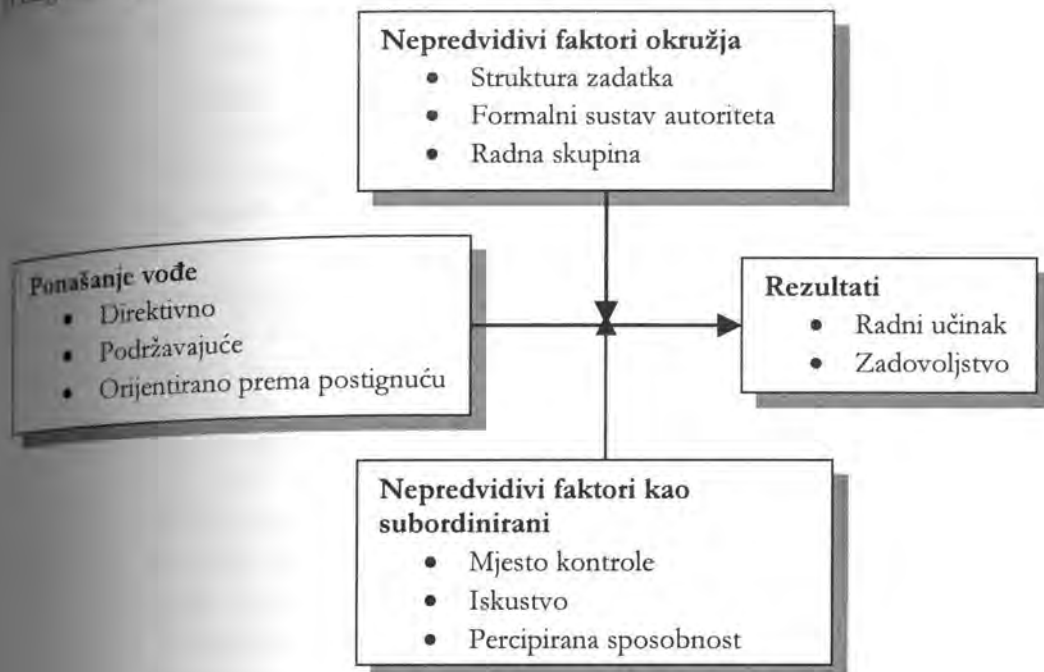 Nepredvidivi faktori okružja
• Struktura zadatka
• Formalni sustav autoriteta
• Radna skupina
Ponašanje vođe
• Direktivno
• Podržavajuće
• Orijentirano prema postignuću
Rezultati
• Radni učinak
• Zadovoljstvo
Nepredvidivi faktori kao
subordinirani
• Mjesto kontrole
• Iskustvo
• Percipirana sposobnost